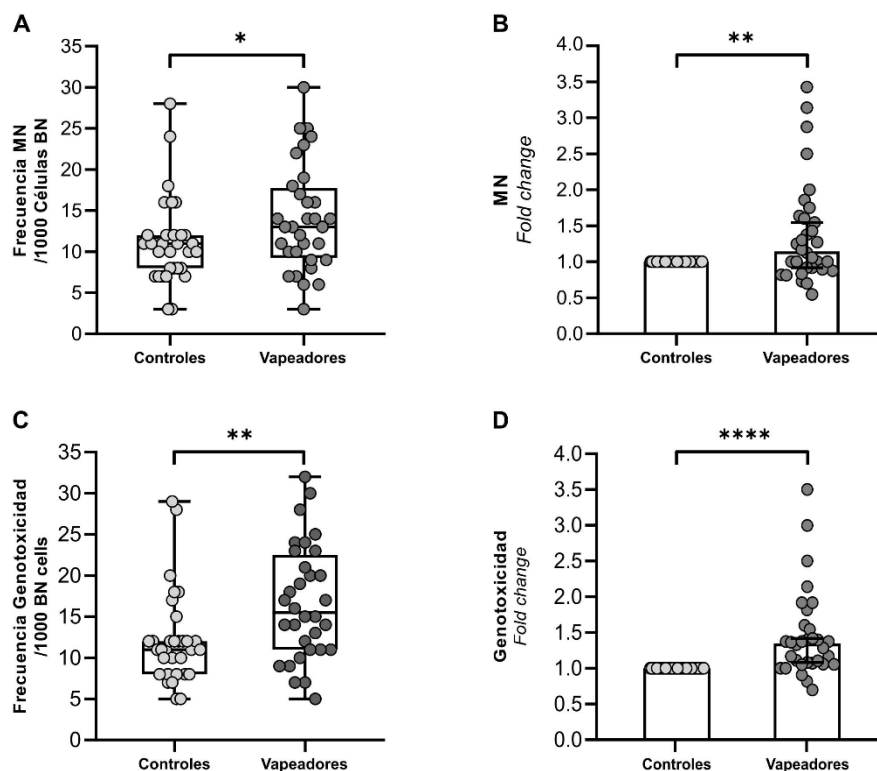 A
*
Frecuencia MN
/1000 Células BN
35
30
25
20
15
10
5
0
Controles
Vapeadores
B
**
MN
Fold change
4.0
3.5
3.0
2.5
2.0
1.5
1.0
0.5
0.0
Controles
Vapeadores
C
**
Frecuencia Genotoxicidad
/1000 BN cells
35
30
25
20
15
10
5
0
Controles
Vapeadores
D
****
Genotoxicidad
Fold change
4.0
3.5
3.0
2.5
2.0
1.5
1.0
0.5
0.0
Controles
Vapeadores